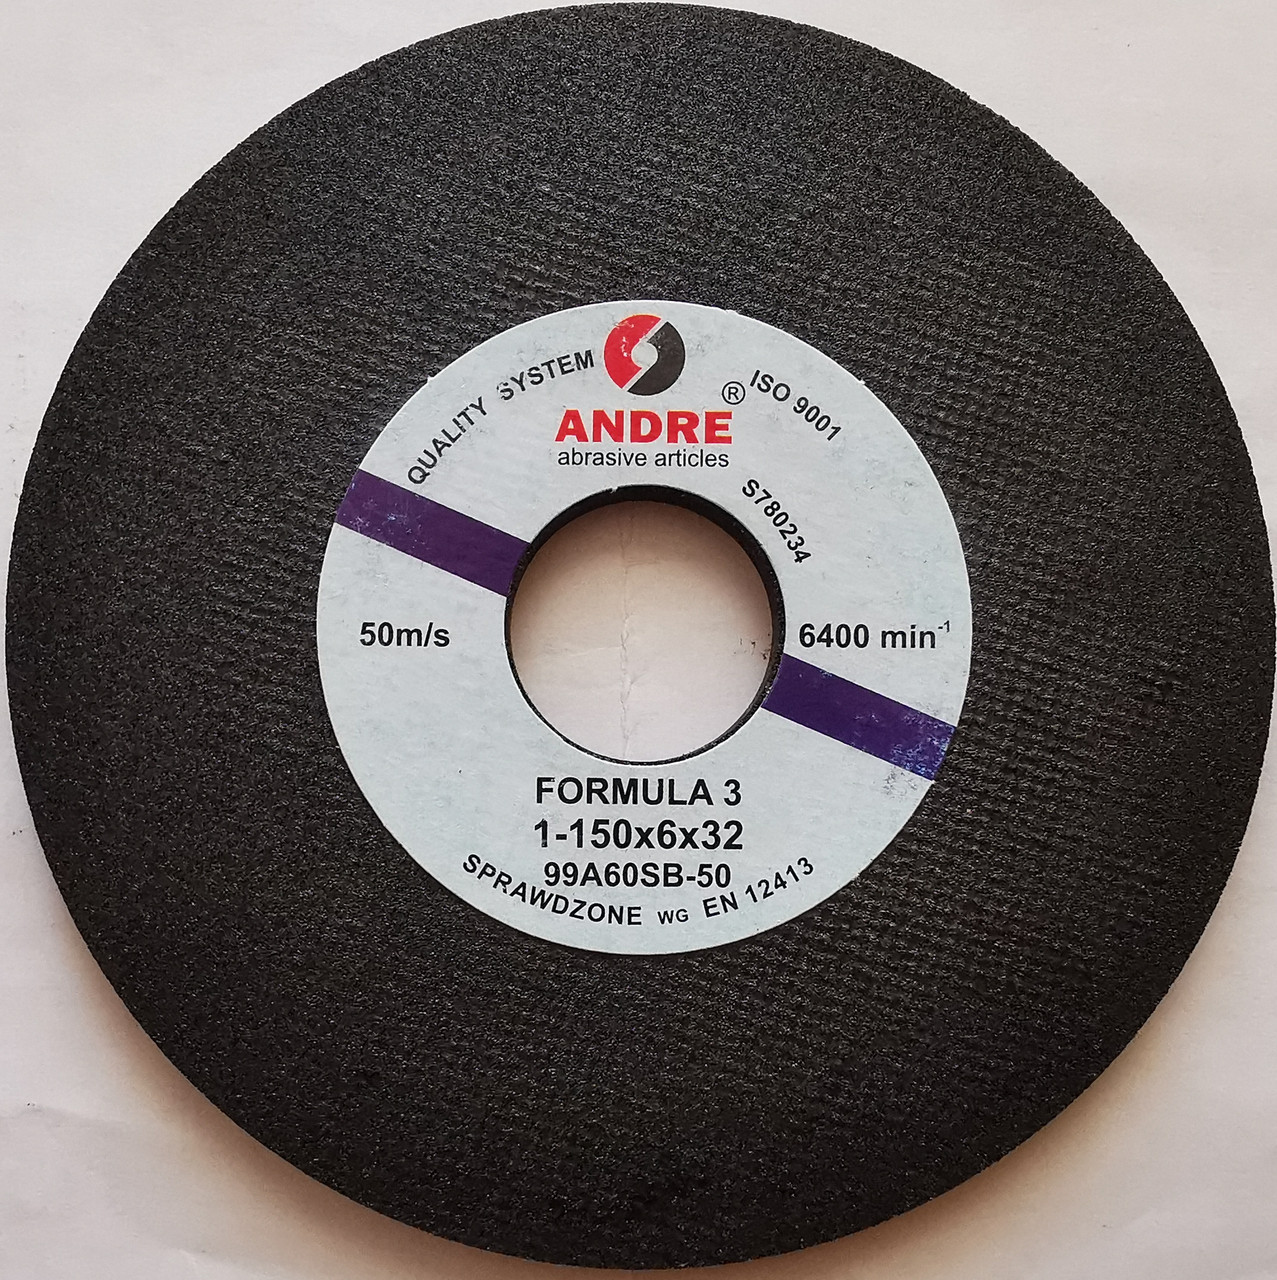 QUALITY SYSTEM
ISO 9001
®
ANDRE
abrasive articles
S780234
50m/s
6400 min⁻¹
FORMULA 3
1-150x6x32
99A60SB-50
SPRAWDZONE WG EN 12413